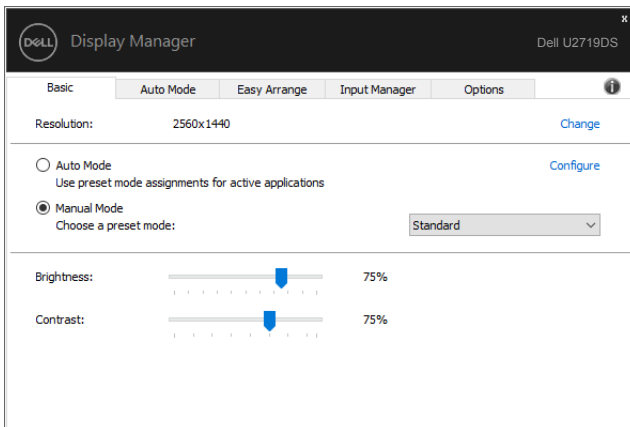 x
DELL Display Manager Dell U2719DS
Basic Auto Mode Easy Arrange Input Manager Options i
Resolution: 2560x1440 Change
Auto Mode Configure
Use preset mode assignments for active applications
Manual Mode
Choose a preset mode: Standard
Brightness: 75%
Contrast: 75%